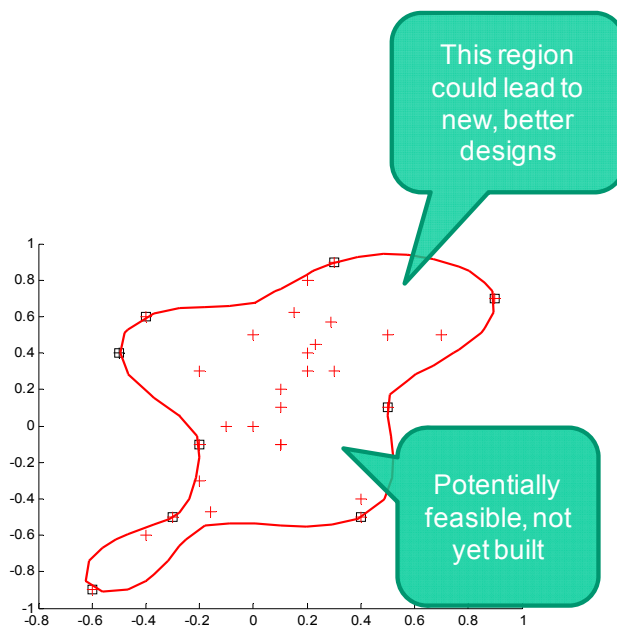 This region
could lead to
new, better
designs
1
0.8
0.6
0.4
0.2
0
-0.2
-0.4
-0.6
-0.8
-1
-0.8 -0.6 -0.4 -0.2 0 0.2 0.4 0.6 0.8 1
Potentially
feasible, not
yet built